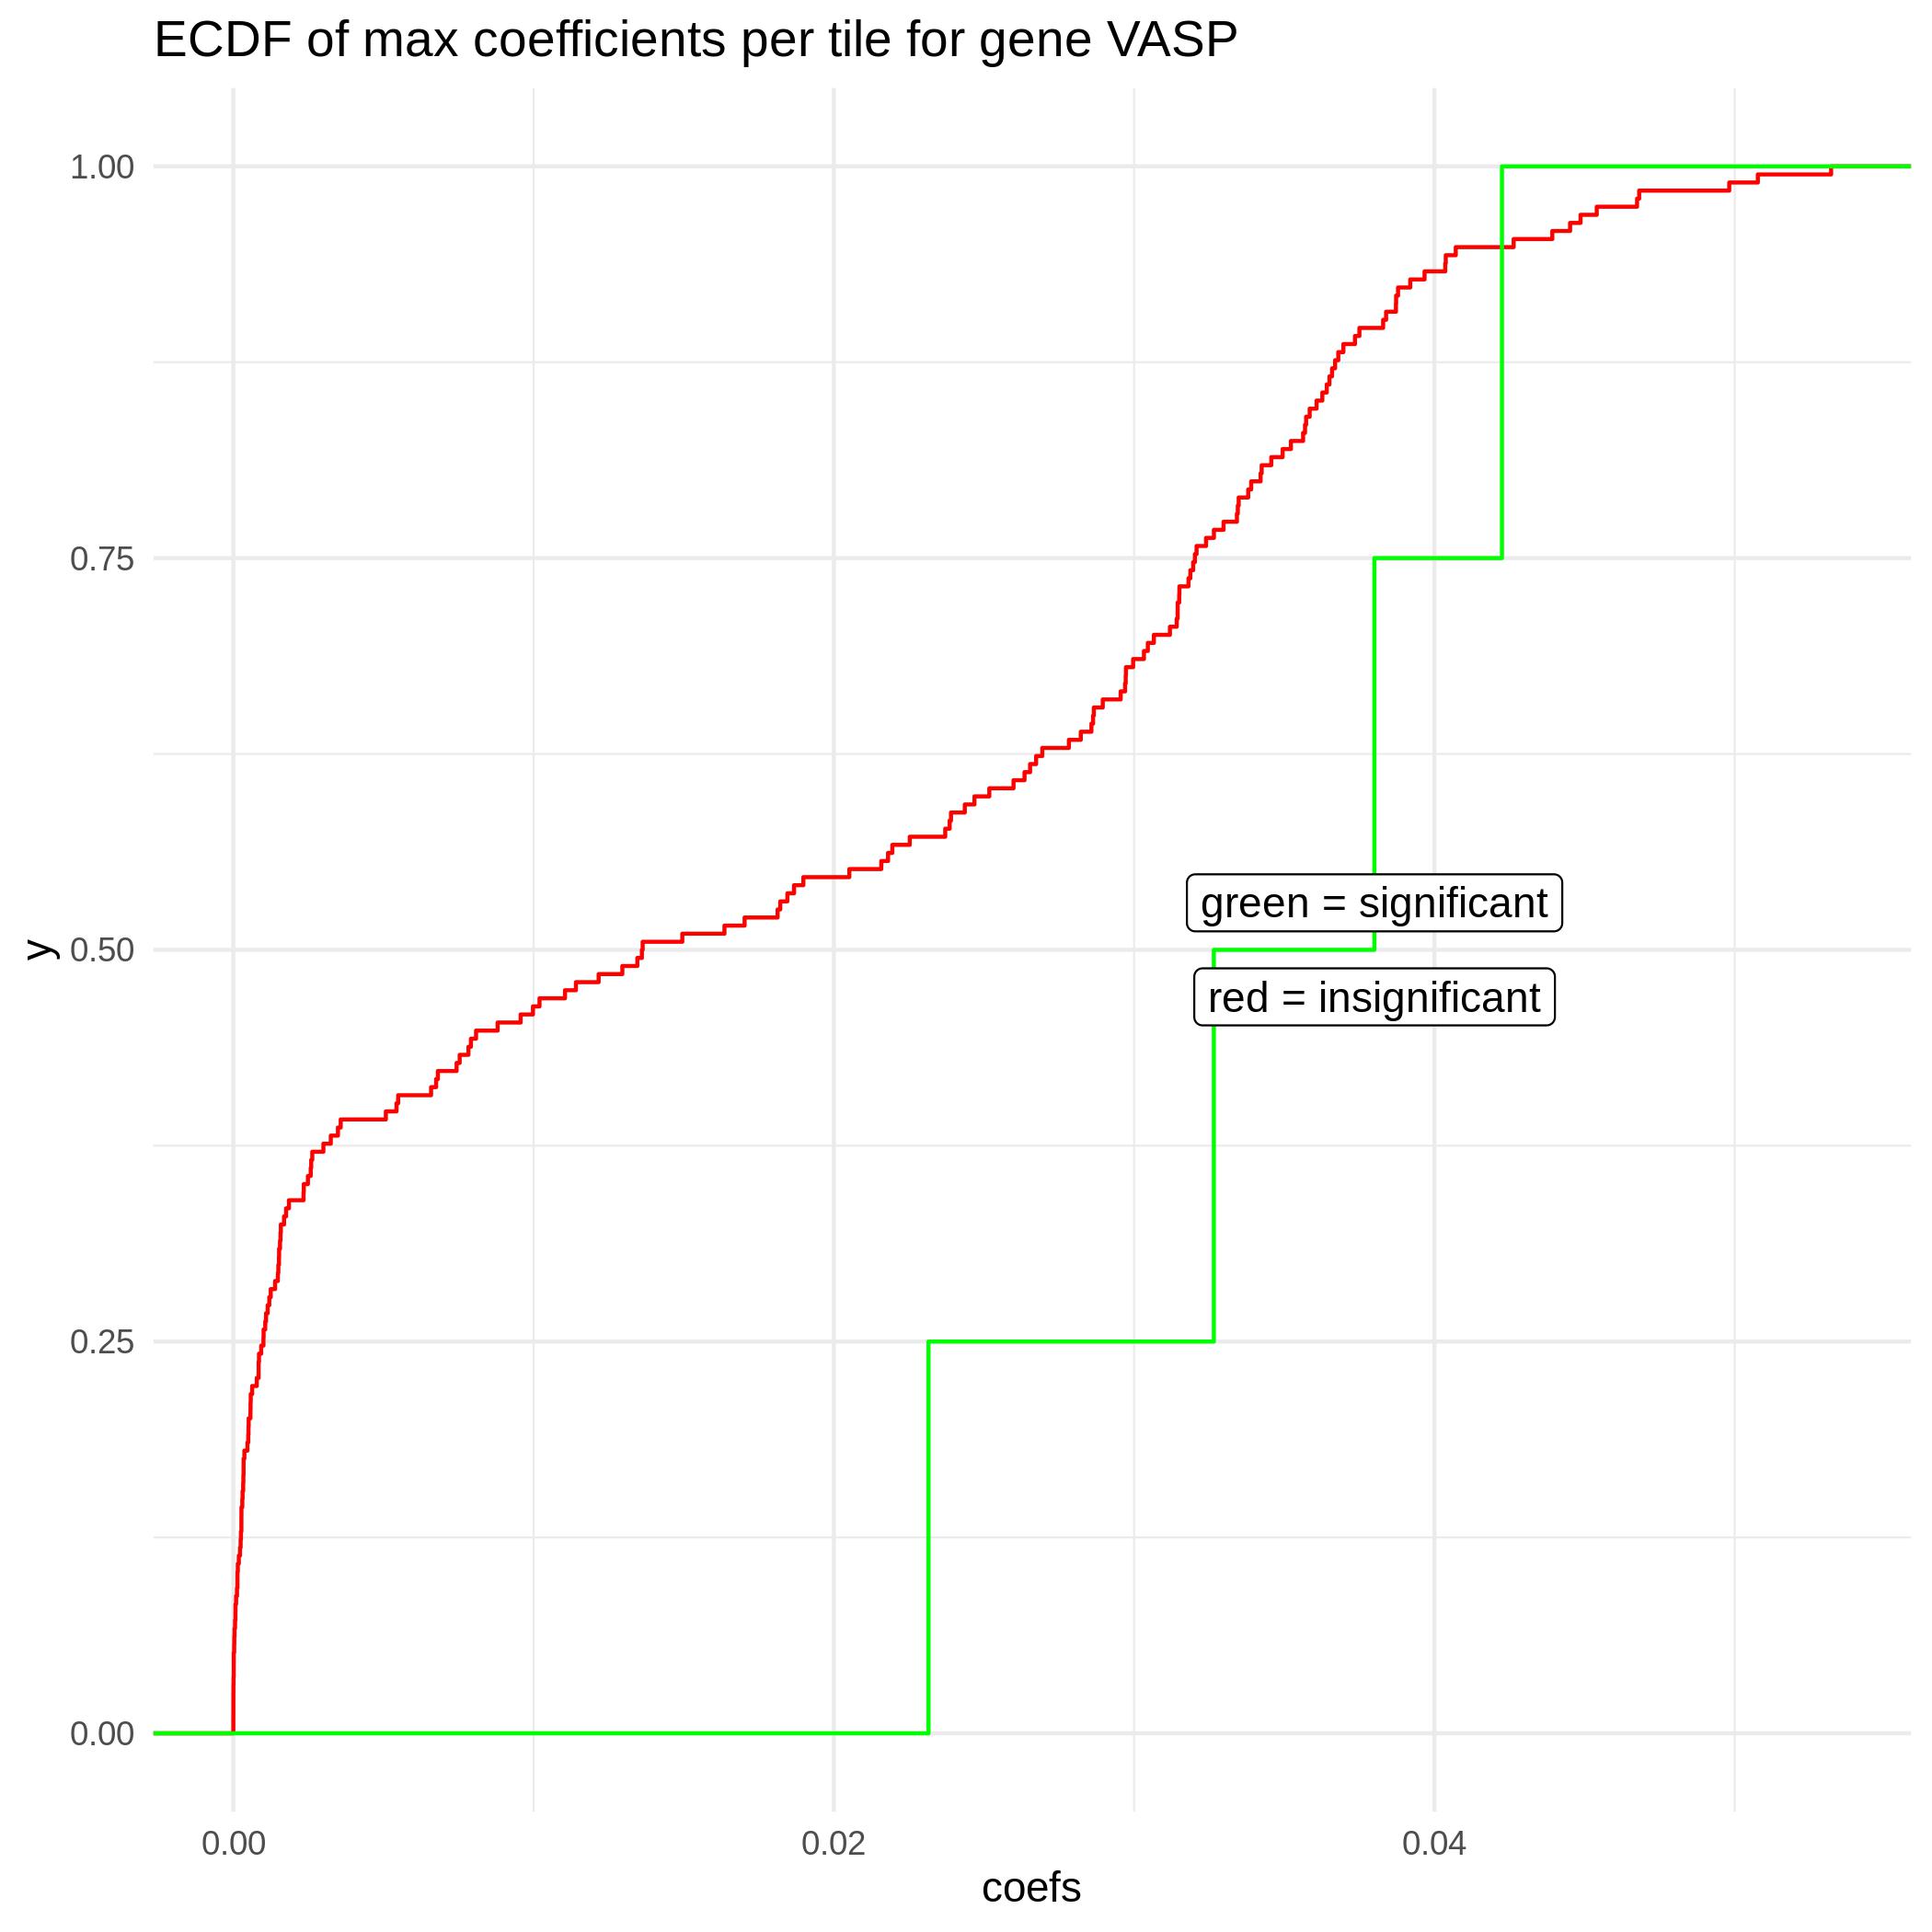 ECDF of max coefficients per tile for gene VASP
1.00
0.75
0.50
0.25
0.00
y
green = significant
red = insignificant
0.00 0.02 0.04
coefs